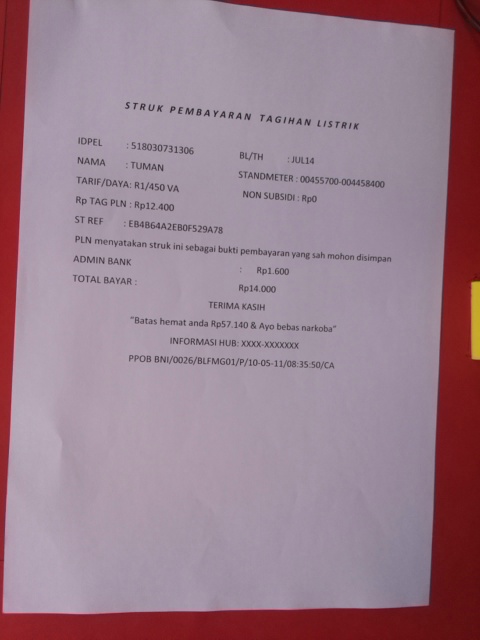 STRUK PEMBAYARAN TAGIHAN LISTRIK
IDPEL : 518030731306 BL/TH : JUL14
NAMA : TUMAN STANDMETER : 00455700-004458400
TARIF/DAYA: R1/450 VA NON SUBSIDI : Rp0
Rp TAG PLN : Rp12.400
ST REF : EB4B64A2EB0F529A78
PLN menyatakan struk ini sebagai bukti pembayaran yang sah mohon disimpan
ADMIN BANK : Rp1.600
TOTAL BAYAR : Rp14.000
TERIMA KASIH
"Batas hemat anda Rp57.140 & Ayo bebas narkoba"
INFORMASI HUB: XXXX-XXXXXXX
PPOB BNI/0026/BLFMG01/P/10-05-11/08:35:50/CA